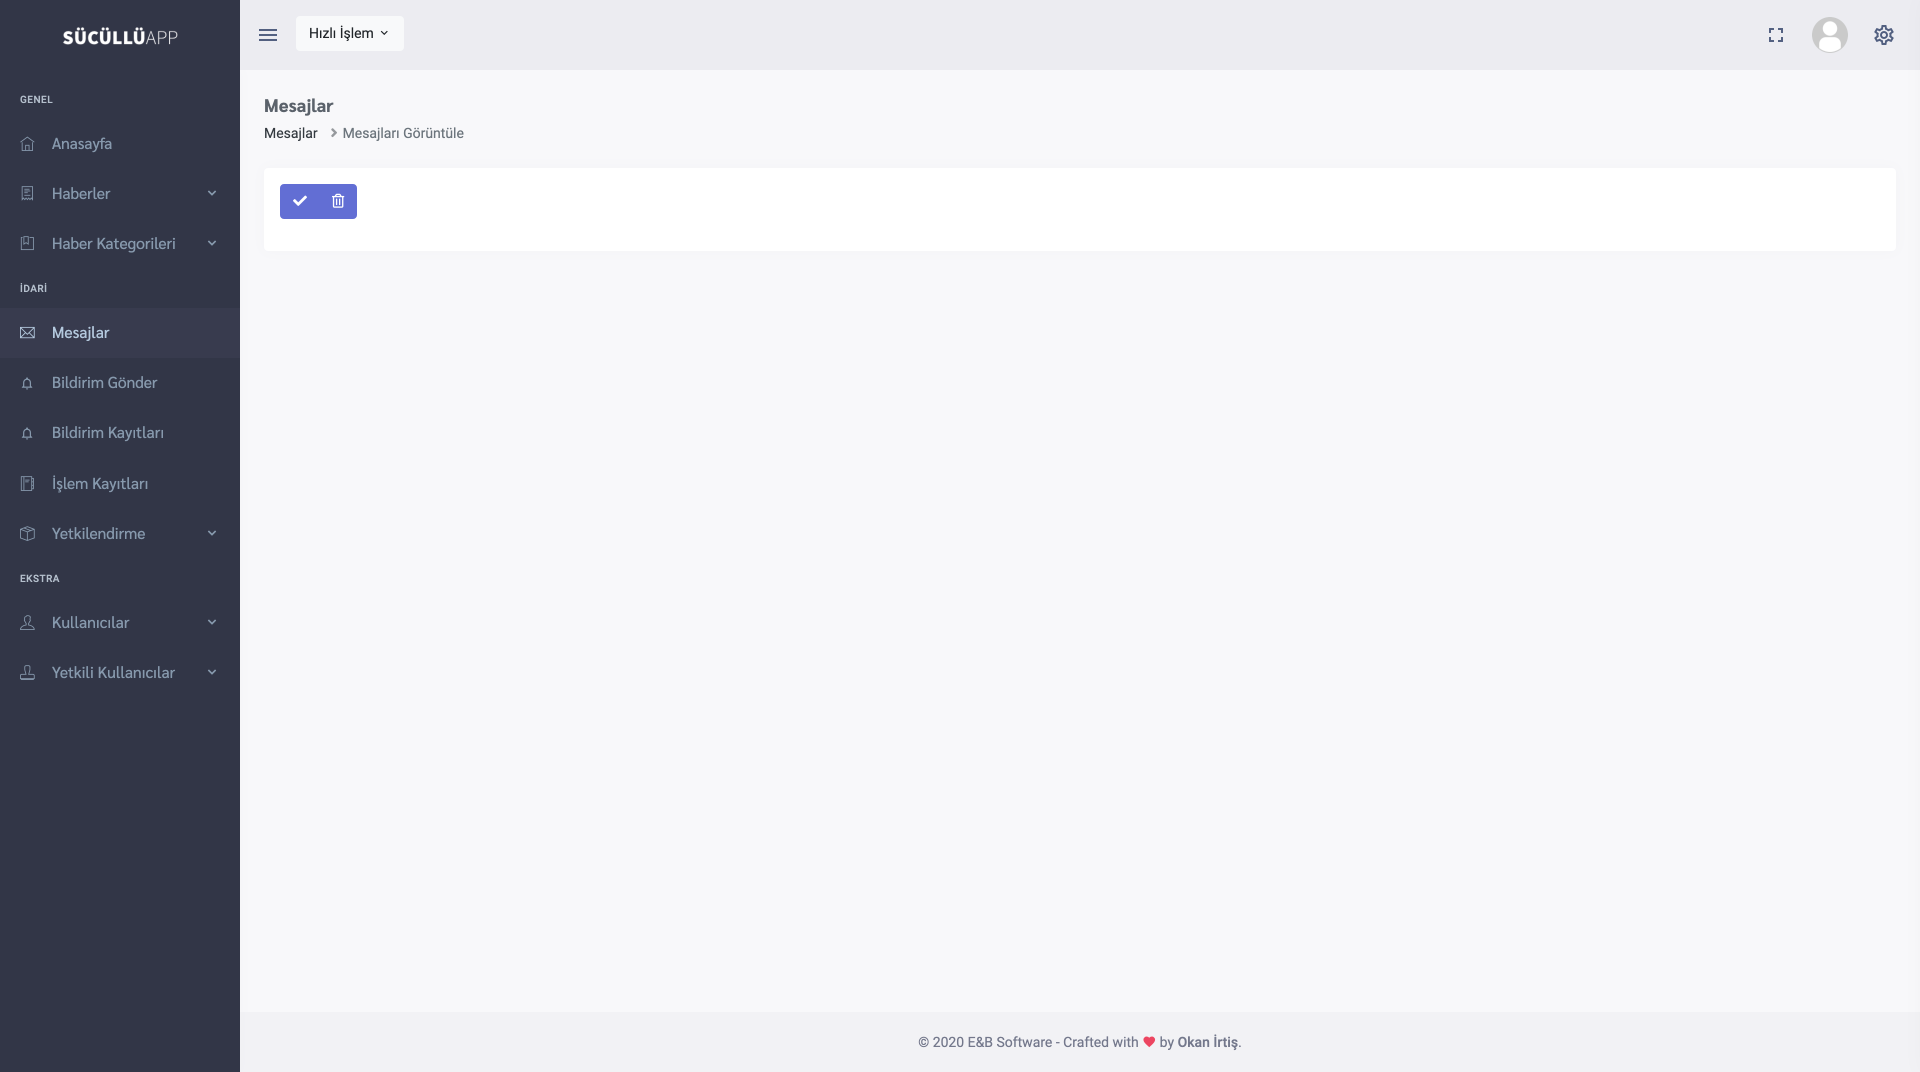 SÜCÜLLÜAPP
Hızlı İşlem
GENEL
Anasayfa
Haberler
Haber Kategorileri
İDARİ
Mesajlar
Bildirim Gönder
Bildirim Kayıtları
İşlem Kayıtları
Yetkilendirme
EKSTRA
Kullanıcılar
Yetkili Kullanıcılar
Mesajlar
Mesajlar > Mesajları Görüntüle
© 2020 E&B Software - Crafted with ❤ by Okan İrtiş.